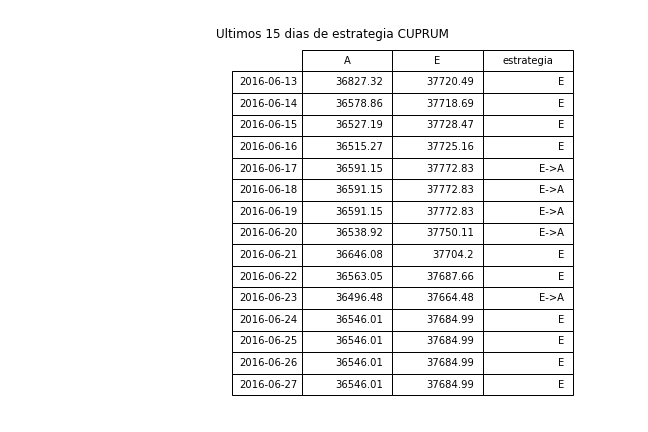 Ultimos 15 dias de estrategia CUPRUM
A E estrategia
2016-06-13 36827.32 37720.49 E
2016-06-14 36578.86 37718.69 E
2016-06-15 36527.19 37728.47 E
2016-06-16 36515.27 37725.16 E
2016-06-17 36591.15 37772.83 E->A
2016-06-18 36591.15 37772.83 E->A
2016-06-19 36591.15 37772.83 E->A
2016-06-20 36538.92 37750.11 E->A
2016-06-21 36646.08 37704.2 E
2016-06-22 36563.05 37687.66 E
2016-06-23 36496.48 37664.48 E->A
2016-06-24 36546.01 37684.99 E
2016-06-25 36546.01 37684.99 E
2016-06-26 36546.01 37684.99 E
2016-06-27 36546.01 37684.99 E